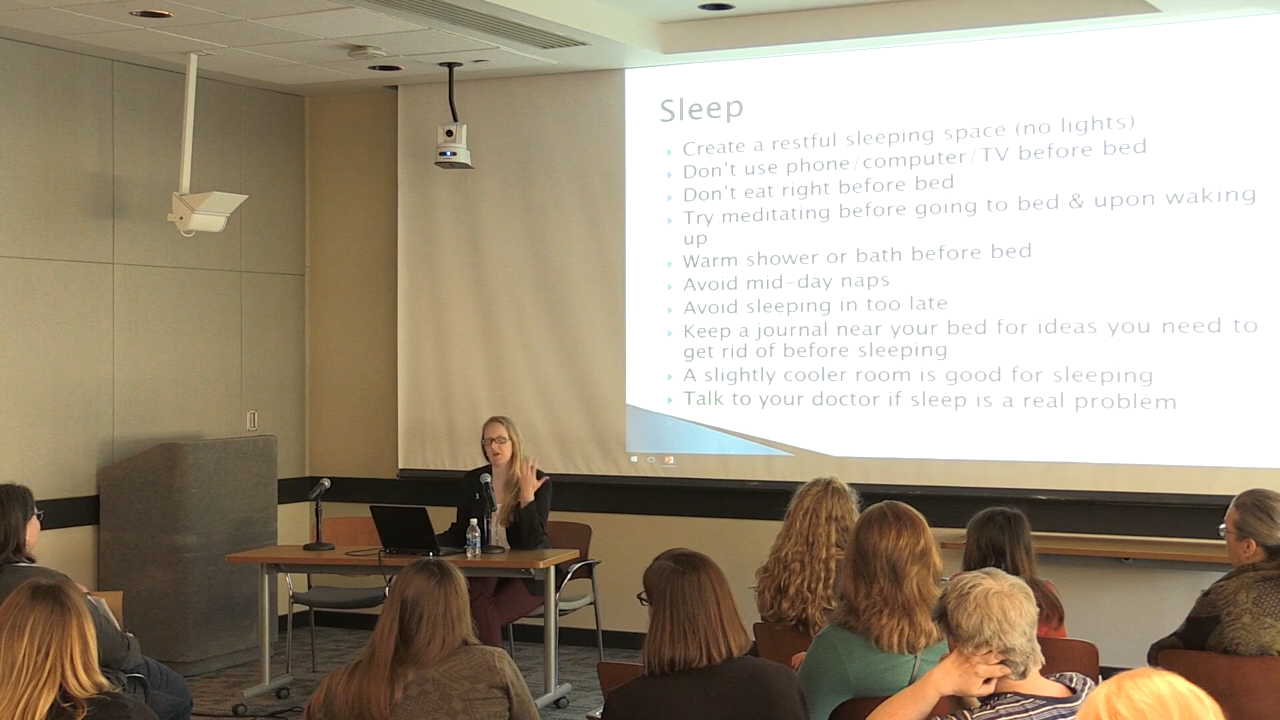 Sleep
Create a restful sleeping space (no lights)
Don't use phone/computer/TV before bed
Don't eat right before bed
Try meditating before going to bed & upon waking
up
Warm shower or bath before bed
Avoid mid-day naps
Avoid sleeping in too late
Keep a journal near your bed for ideas you need to
get rid of before sleeping
A slightly cooler room is good for sleeping
Talk to your doctor if sleep is a real problem